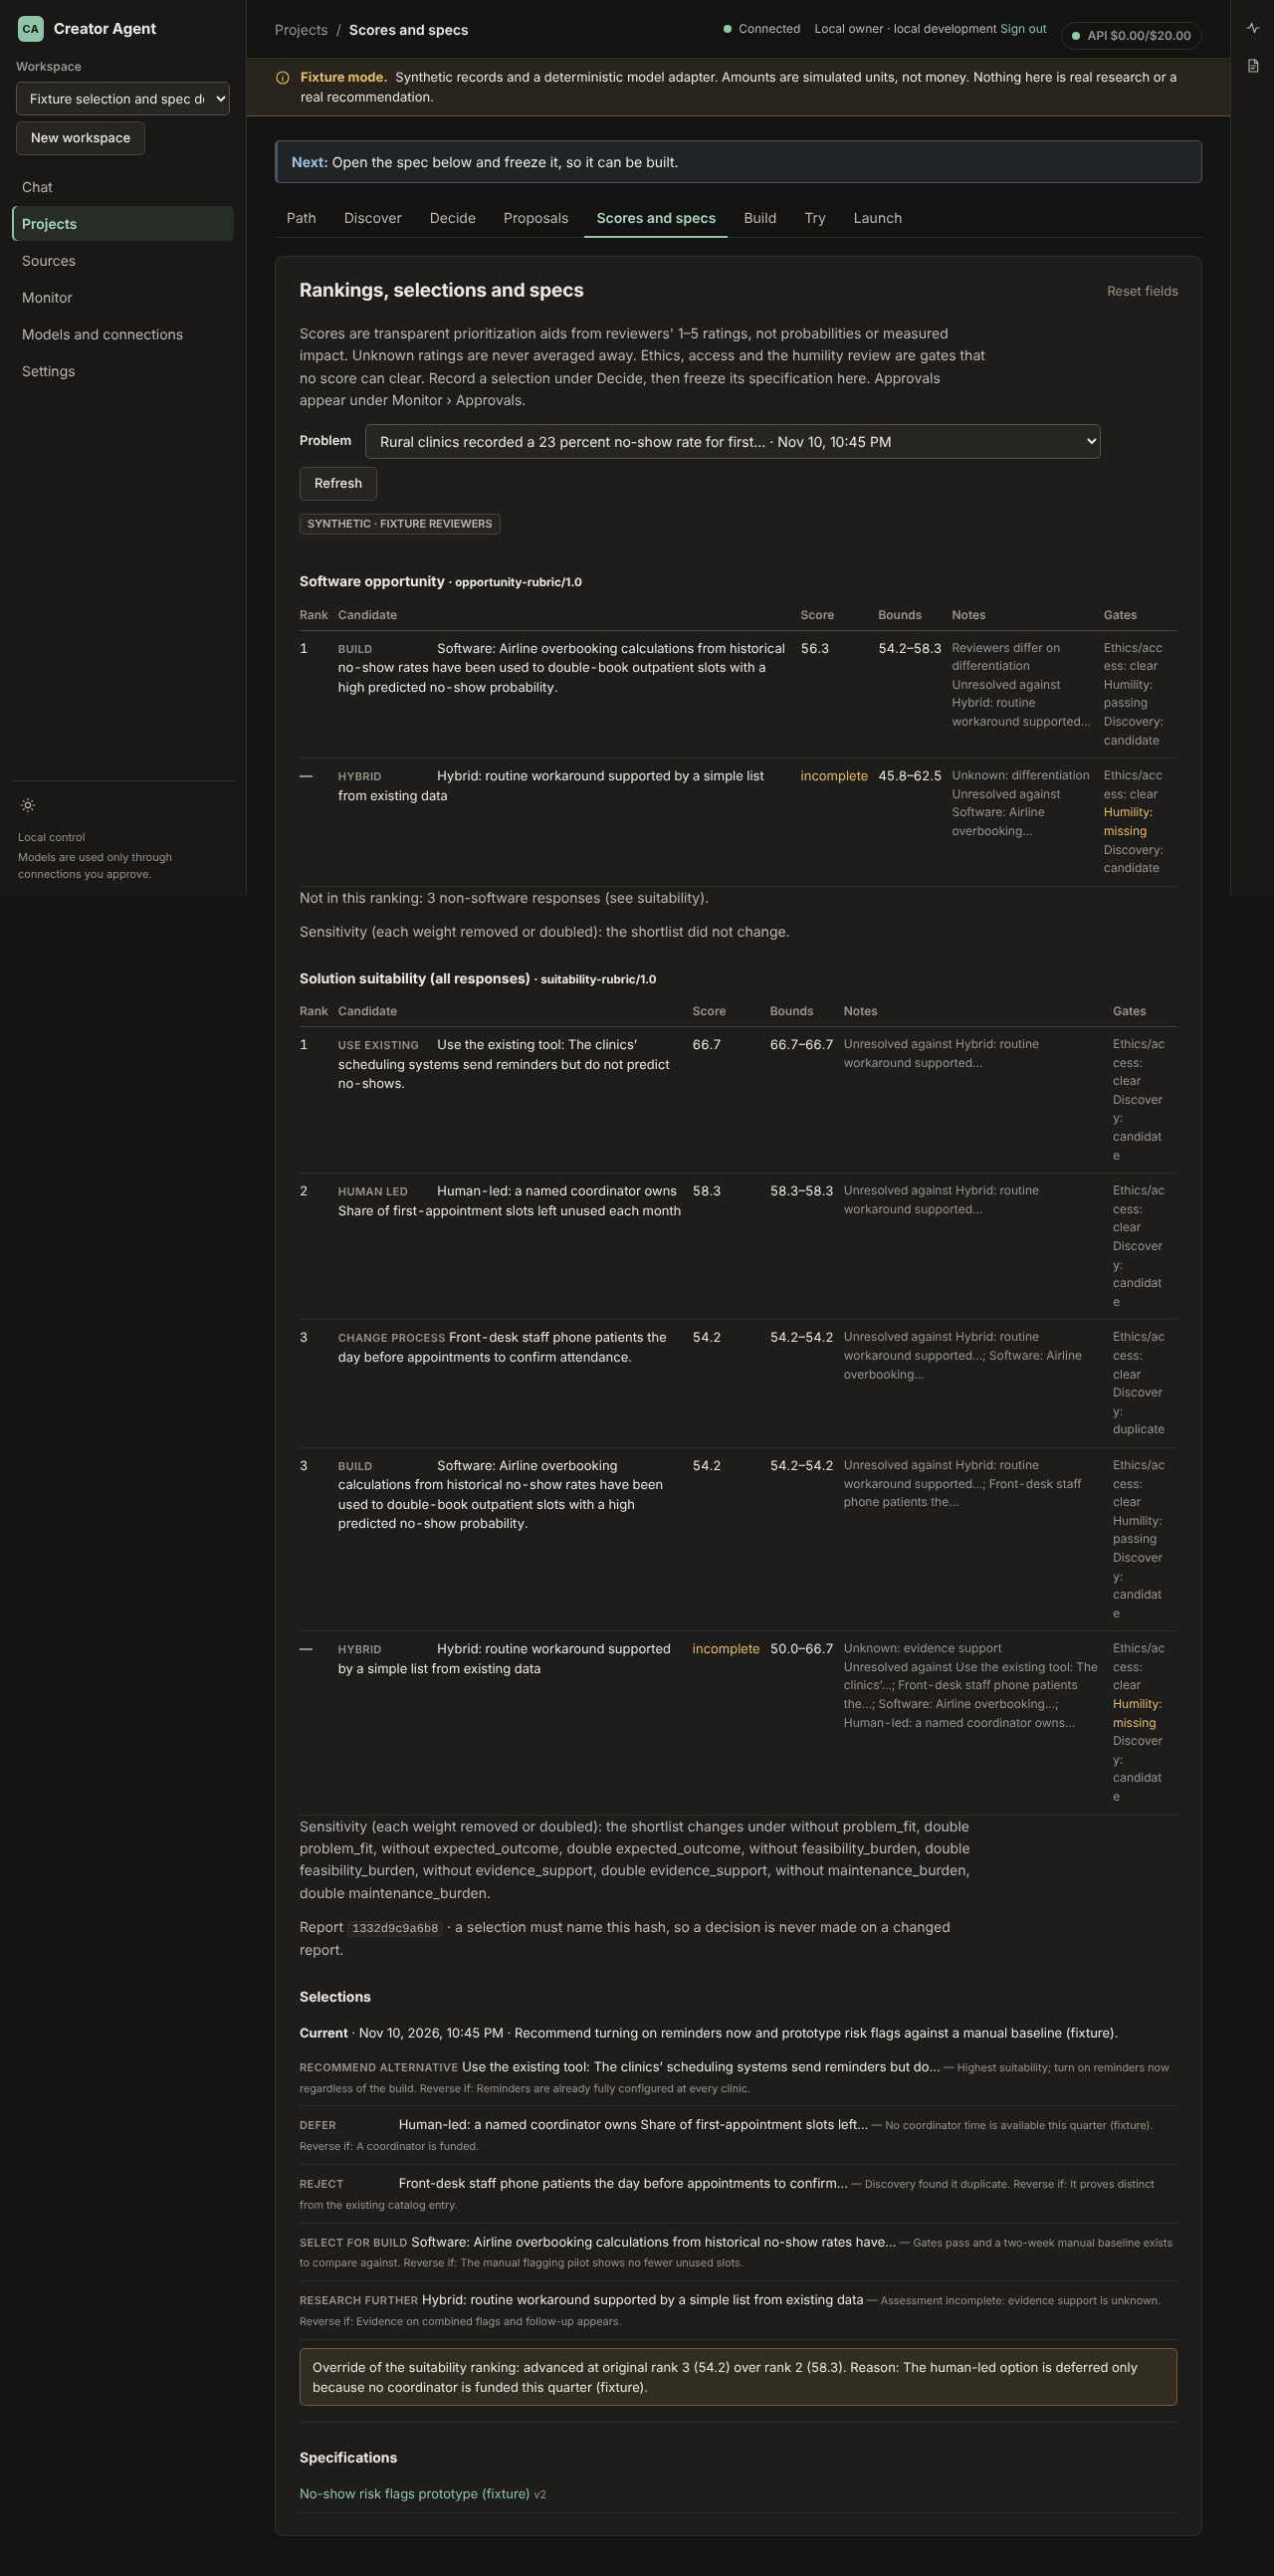 CA Creator Agent
Workspace
Fixture selection and spec d
New workspace
Chat
Projects
Sources
Monitor
Models and connections
Settings
Local control
Models are used only through
connections you approve.
Projects / Scores and specs
Connected Local owner · local development Sign out API $0.00/$20.00
Fixture mode. Synthetic records and a deterministic model adapter. Amounts are simulated units, not money. Nothing here is real research or a
real recommendation.
Next: Open the spec below and freeze it, so it can be built.
Path Discover Decide Proposals Scores and specs Build Try Launch
Rankings, selections and specs
Reset fields
Scores are transparent prioritization aids from reviewers' 1–5 ratings, not probabilities or measured
impact. Unknown ratings are never averaged away. Ethics, access and the humility review are gates that
no score can clear. Record a selection under Decide, then freeze its specification here. Approvals
appear under Monitor › Approvals.
Problem Rural clinics recorded a 23 percent no-show rate for first... · Nov 10, 10:45 PM
Refresh
SYNTHETIC · FIXTURE REVIEWERS
Software opportunity · opportunity-rubric/1.0
Rank Candidate Score Bounds Notes Gates
1 BUILD Software: Airline overbooking calculations from historical 56.3 54.2–58.3 Reviewers differ on Ethics/acc
no-show rates have been used to double-book outpatient slots with a differentiation ess: clear
high predicted no-show probability. Unresolved against Humility:
Hybrid: routine passing
workaround supported… Discovery:
candidate
— HYBRID Hybrid: routine workaround supported by a simple list incomplete 45.8–62.5 Unknown: differentiation Ethics/acc
from existing data Unresolved against ess: clear
Software: Airline Humility:
overbooking… missing
Discovery:
candidate
Not in this ranking: 3 non-software responses (see suitability).
Sensitivity (each weight removed or doubled): the shortlist did not change.
Solution suitability (all responses) · suitability-rubric/1.0
Rank Candidate Score Bounds Notes Gates
1 USE EXISTING Use the existing tool: The clinics’ 66.7 66.7–66.7 Unresolved against Hybrid: routine Ethics/ac
scheduling systems send reminders but do not predict workaround supported… cess:
no-shows. clear
Discover
y:
candidat
e
2 HUMAN LED Human-led: a named coordinator owns 58.3 58.3–58.3 Unresolved against Hybrid: routine Ethics/ac
Share of first-appointment slots left unused each month workaround supported… cess:
clear
Discover
y:
candidat
e
3 CHANGE PROCESS Front-desk staff phone patients the 54.2 54.2–54.2 Unresolved against Hybrid: routine Ethics/ac
day before appointments to confirm attendance. workaround supported…; Software: Airline cess:
overbooking… clear
Discover
y:
duplicate
3 BUILD Software: Airline overbooking 54.2 54.2–54.2 Unresolved against Hybrid: routine Ethics/ac
calculations from historical no-show rates have been workaround supported…; Front-desk staff cess:
used to double-book outpatient slots with a high phone patients the… clear
predicted no-show probability. Humility:
passing
Discover
y:
candidat
e
— HYBRID Hybrid: routine workaround supported incomplete 50.0–66.7 Unknown: evidence support Ethics/ac
by a simple list from existing data Unresolved against Use the existing tool: The cess:
clinics’…; Front-desk staff phone patients clear
the…; Software: Airline overbooking…; Humility:
Human-led: a named coordinator owns… missing
Discover
y:
candidat
e
Sensitivity (each weight removed or doubled): the shortlist changes under without problem_fit, double
problem_fit, without expected_outcome, double expected_outcome, without feasibility_burden, double
feasibility_burden, without evidence_support, double evidence_support, without maintenance_burden,
double maintenance_burden.
Report 1332d9c9a6b8 · a selection must name this hash, so a decision is never made on a changed
report.
Selections
Current · Nov 10, 2026, 10:45 PM · Recommend turning on reminders now and prototype risk flags against a manual baseline (fixture).
RECOMMEND ALTERNATIVE Use the existing tool: The clinics’ scheduling systems send reminders but do… — Highest suitability; turn on reminders now
regardless of the build. Reverse if: Reminders are already fully configured at every clinic.
DEFER Human-led: a named coordinator owns Share of first-appointment slots left… — No coordinator time is available this quarter (fixture).
Reverse if: A coordinator is funded.
REJECT Front-desk staff phone patients the day before appointments to confirm… — Discovery found it duplicate. Reverse if: It proves distinct
from the existing catalog entry.
SELECT FOR BUILD Software: Airline overbooking calculations from historical no-show rates have… — Gates pass and a two-week manual baseline exists
to compare against. Reverse if: The manual flagging pilot shows no fewer unused slots.
RESEARCH FURTHER Hybrid: routine workaround supported by a simple list from existing data — Assessment incomplete: evidence support is unknown.
Reverse if: Evidence on combined flags and follow-up appears.
Override of the suitability ranking: advanced at original rank 3 (54.2) over rank 2 (58.3). Reason: The human-led option is deferred only
because no coordinator is funded this quarter (fixture).
Specifications
No-show risk flags prototype (fixture) v2